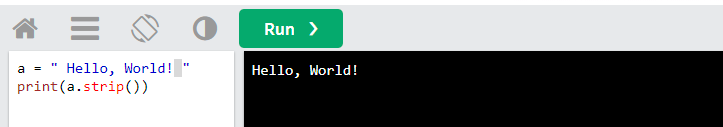 Run ❯
a = " Hello, World! "
print(a.strip())
Hello, World!